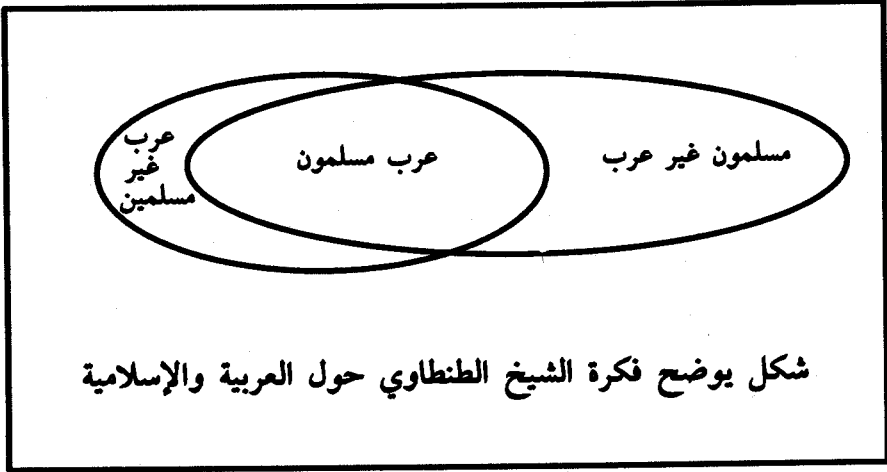 مسلمون غير عرب
عرب مسلمون
عرب
غير
مسلمين
شكل يوضح فكرة الشيخ الطنطاوي حول العربية والإسلامية